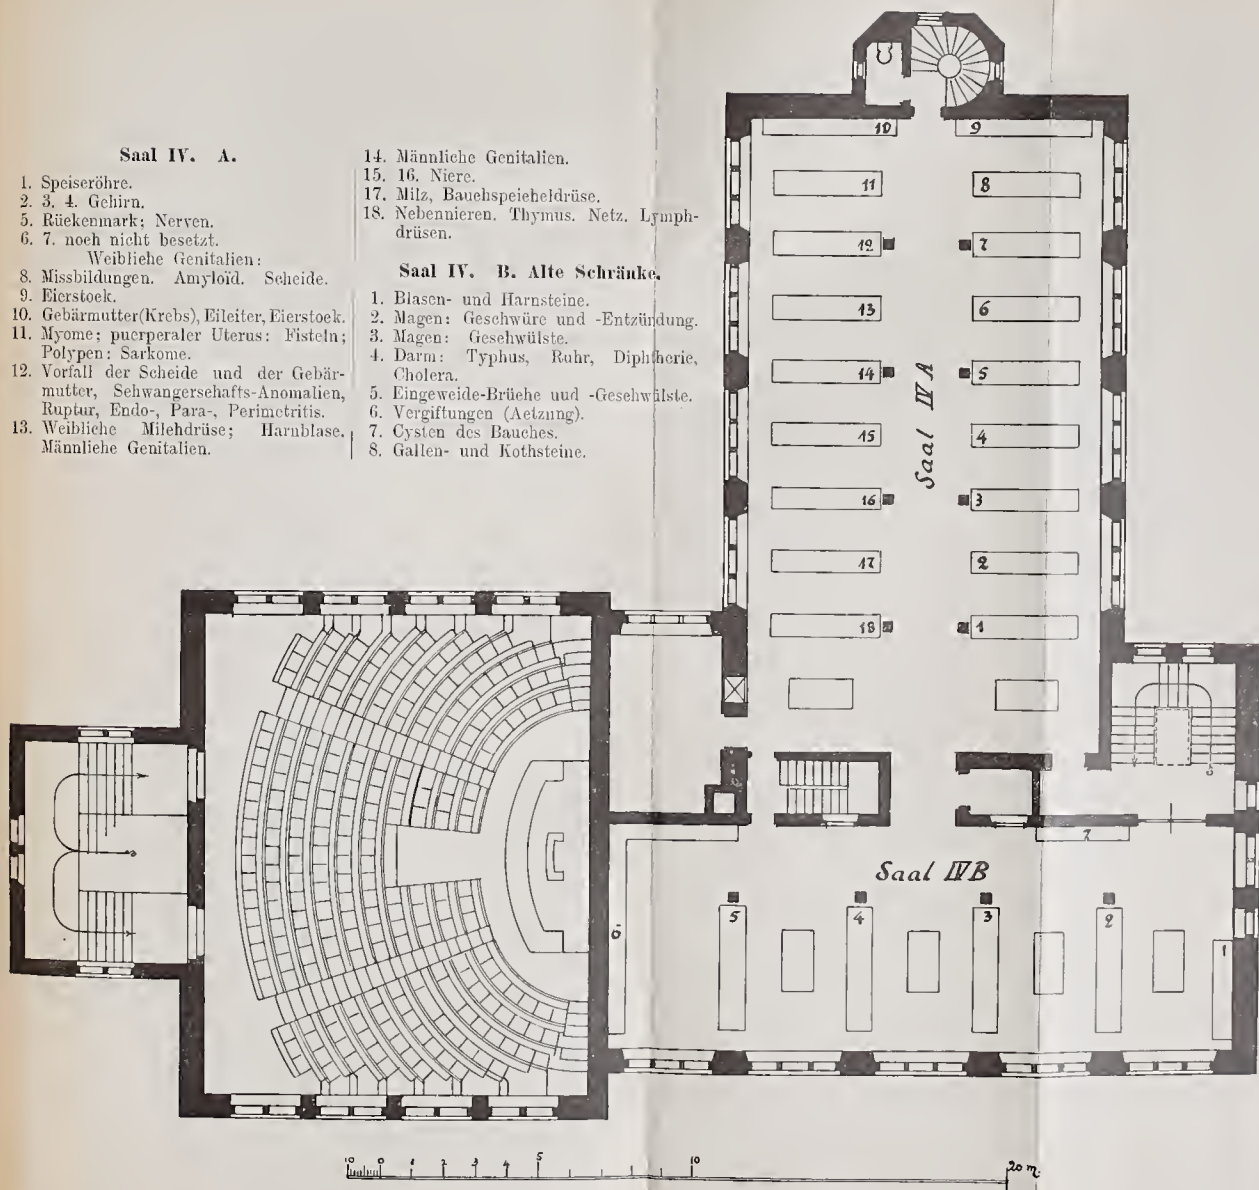 Saal IV. A.
1. Speiseröhre.
2. 3. 4. Gehirn.
5. Rückenmark; Nerven.
6. 7. noch nicht besetzt.
Weibliche Genitalien:
8. Missbildungen. Amyloïd. Scheide.
9. Eierstock.
10. Gebärmutter(Krebs), Eileiter, Eierstock.
11. Myome; puerperaler Uterus: Fisteln;
Polypen: Sarkome.
12. Vorfall der Scheide und der Gebär-
mutter, Schwangerschafts-Anomalien,
Ruptur, Endo-, Para-, Perimetritis.
13. Weibliche Milchdrüse; Harnblase.
Männliche Genitalien.
14. Männliche Genitalien.
15. 16. Niere.
17. Milz, Bauchspeicheldrüse.
18. Nebennieren. Thymus. Netz. Lymph-
drüsen.
Saal IV. B. Alte Schränke.
1. Blasen- und Harnsteine.
2. Magen: Geschwüre und -Entzündung.
3. Magen: Geschwülste.
4. Darm: Typhus, Ruhr, Diphtherie,
Cholera.
5. Eingeweide-Brüche und -Geschwülste.
6. Vergiftungen (Aetzung).
7. Cysten des Bauches.
8. Gallen- und Kothsteine.
10 9
11 8
12 7
13 6
14 5
15 4
16 3
17 2
18 1
Saal IV A
7
Saal IV B
6 5 4 3 2 1
10 0 1 2 3 4 5 10 20 m.